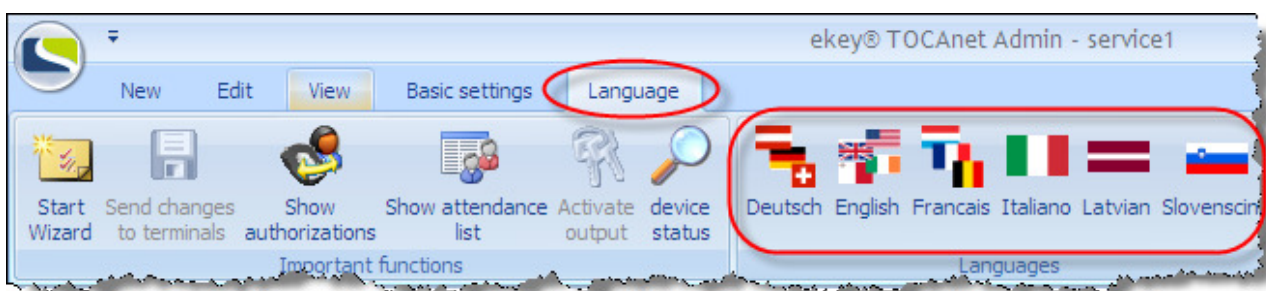 ekey® TOCAnet Admin - service1
New Edit View Basic settings Language
Start Wizard
Send changes to terminals
Show authorizations
Show attendance list
Activate output
device status
Important functions
Deutsch English Francais Italiano Latvian Slovenscin
Languages